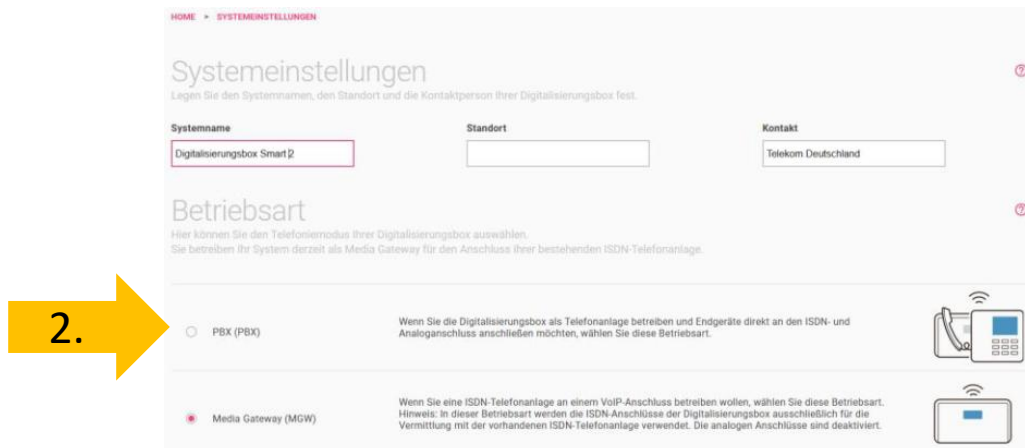 HOME > SYSTEMEINSTELLUNGEN
Systemeinstellungen
Legen Sie den Systemnamen, den Standort und die Kontaktperson Ihrer Digitalisierungsbox fest.
Systemname Standort Kontakt
Digitalisierungsbox Smart 2 Telekom Deutschland
Betriebsart
Hier können Sie den Telefoniemodus Ihrer Digitalisierungsbox auswählen.
Sie betreiben Ihr System derzeit als Media Gateway für den Anschluss Ihrer bestehenden ISDN-Telefonanlage.
2.
PBX (PBX)
Wenn Sie die Digitalisierungsbox als Telefonanlage betreiben und Endgeräte direkt an den ISDN- und
Analoganschluss anschließen möchten, wählen Sie diese Betriebsart.
Media Gateway (MGW)
Wenn Sie eine ISDN-Telefonanlage an einem VoIP-Anschluss betreiben wollen, wählen Sie diese Betriebsart.
Hinweis: In dieser Betriebsart werden die ISDN-Anschlüsse der Digitalisierungsbox ausschließlich für die
Vermittlung mit der vorhandenen ISDN-Telefonanlage verwendet. Die analogen Anschlüsse sind deaktiviert.